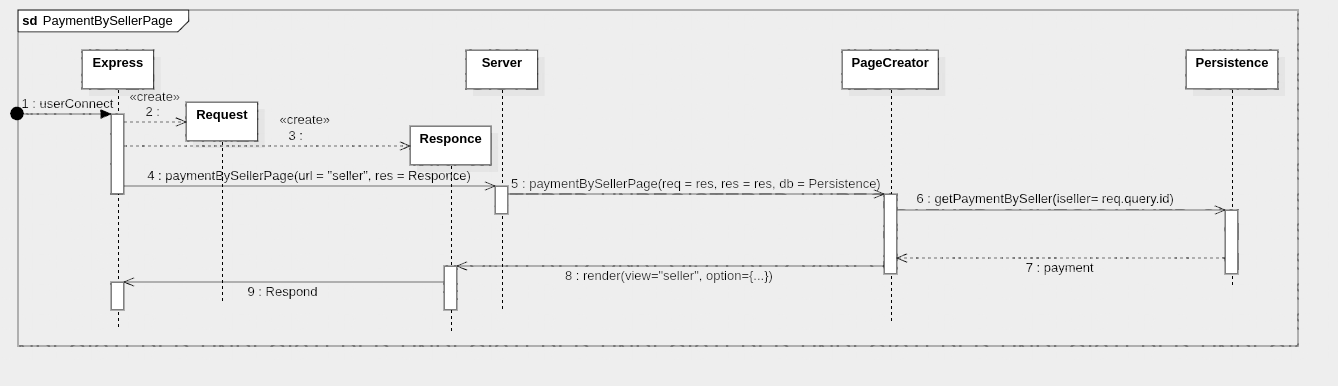 sd PaymentBySellerPage
Express
Server
PageCreator
Persistence
1 : userConnect
«create»
2 :
Request
«create»
3 :
Responce
4 : paymentBySellerPage(url = "seller", res = Responce)
5 : paymentBySellerPage(req = res, res = res, db = Persistence)
6 : getPaymentBySeller(iseller= req.query.id)
7 : payment
8 : render(view="seller", option={...})
9 : Respond